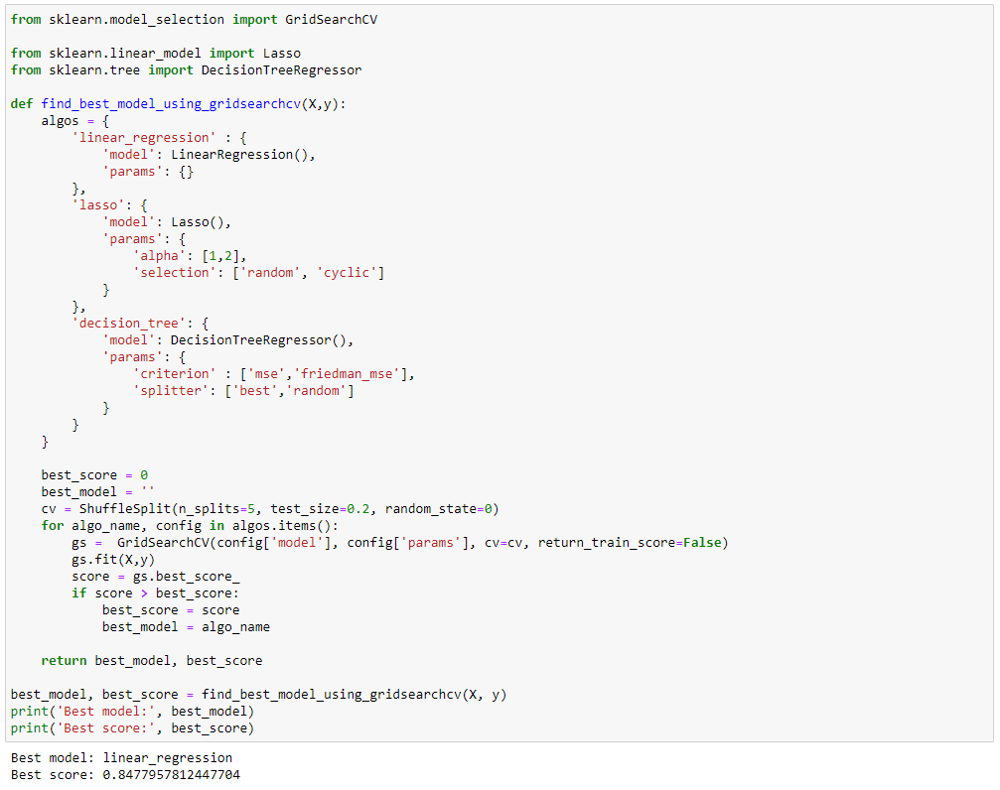 from sklearn.model_selection import GridSearchCV

from sklearn.linear_model import Lasso
from sklearn.tree import DecisionTreeRegressor

def find_best_model_using_gridsearchcv(X,y):
    algos = {
        'linear_regression' : {
            'model': LinearRegression(),
            'params': {}
        },
        'lasso': {
            'model': Lasso(),
            'params': {
                'alpha': [1,2],
                'selection': ['random', 'cyclic']
            }
        },
        'decision_tree': {
            'model': DecisionTreeRegressor(),
            'params': {
                'criterion' : ['mse','friedman_mse'],
                'splitter': ['best','random']
            }
        }
    }

    best_score = 0
    best_model = ''
    cv = ShuffleSplit(n_splits=5, test_size=0.2, random_state=0)
    for algo_name, config in algos.items():
        gs =  GridSearchCV(config['model'], config['params'], cv=cv, return_train_score=False)
        gs.fit(X,y)
        score = gs.best_score_
        if score > best_score:
            best_score = score
            best_model = algo_name

    return best_model, best_score

best_model, best_score = find_best_model_using_gridsearchcv(X, y)
print('Best model:', best_model)
print('Best score:', best_score)
Best model: linear_regression
Best score: 0.8477957812447704